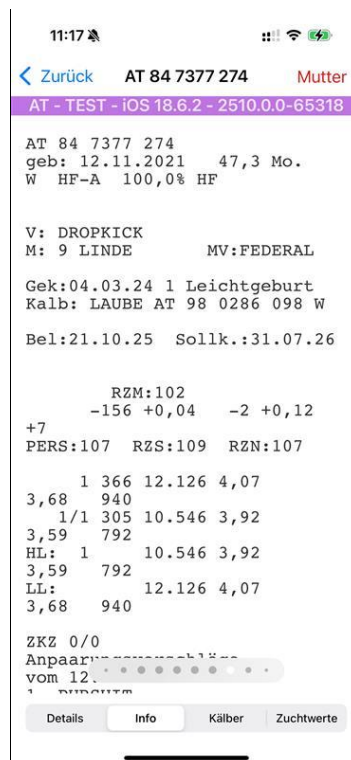 11:17
Zurück AT 84 7377 274 Mutter
AT - TEST - iOS 18.6.2 - 2510.0.0-65318
AT 84 7377 274
geb: 12.11.2021 47,3 Mo.
W HF-A 100,0% HF
V: DROPKICK
M: 9 LINDE MV:FEDERAL
Gek:04.03.24 1 Leichtgeburt
Kalb: LAUBE AT 98 0286 098 W
Bel:21.10.25 Sollk.:31.07.26
RZM:102
-156 +0,04 -2 +0,12
+7
PERS:107 RZS:109 RZN:107
1 366 12.126 4,07
3,68 940
1/1 305 10.546 3,92
3,59 792
HL: 1 10.546 3,92
3,59 792
LL: 12.126 4,07
3,68 940
ZKZ 0/0
Anpaarungsvorschläge
vom 12.
Details Info Kälber Zuchtwerte